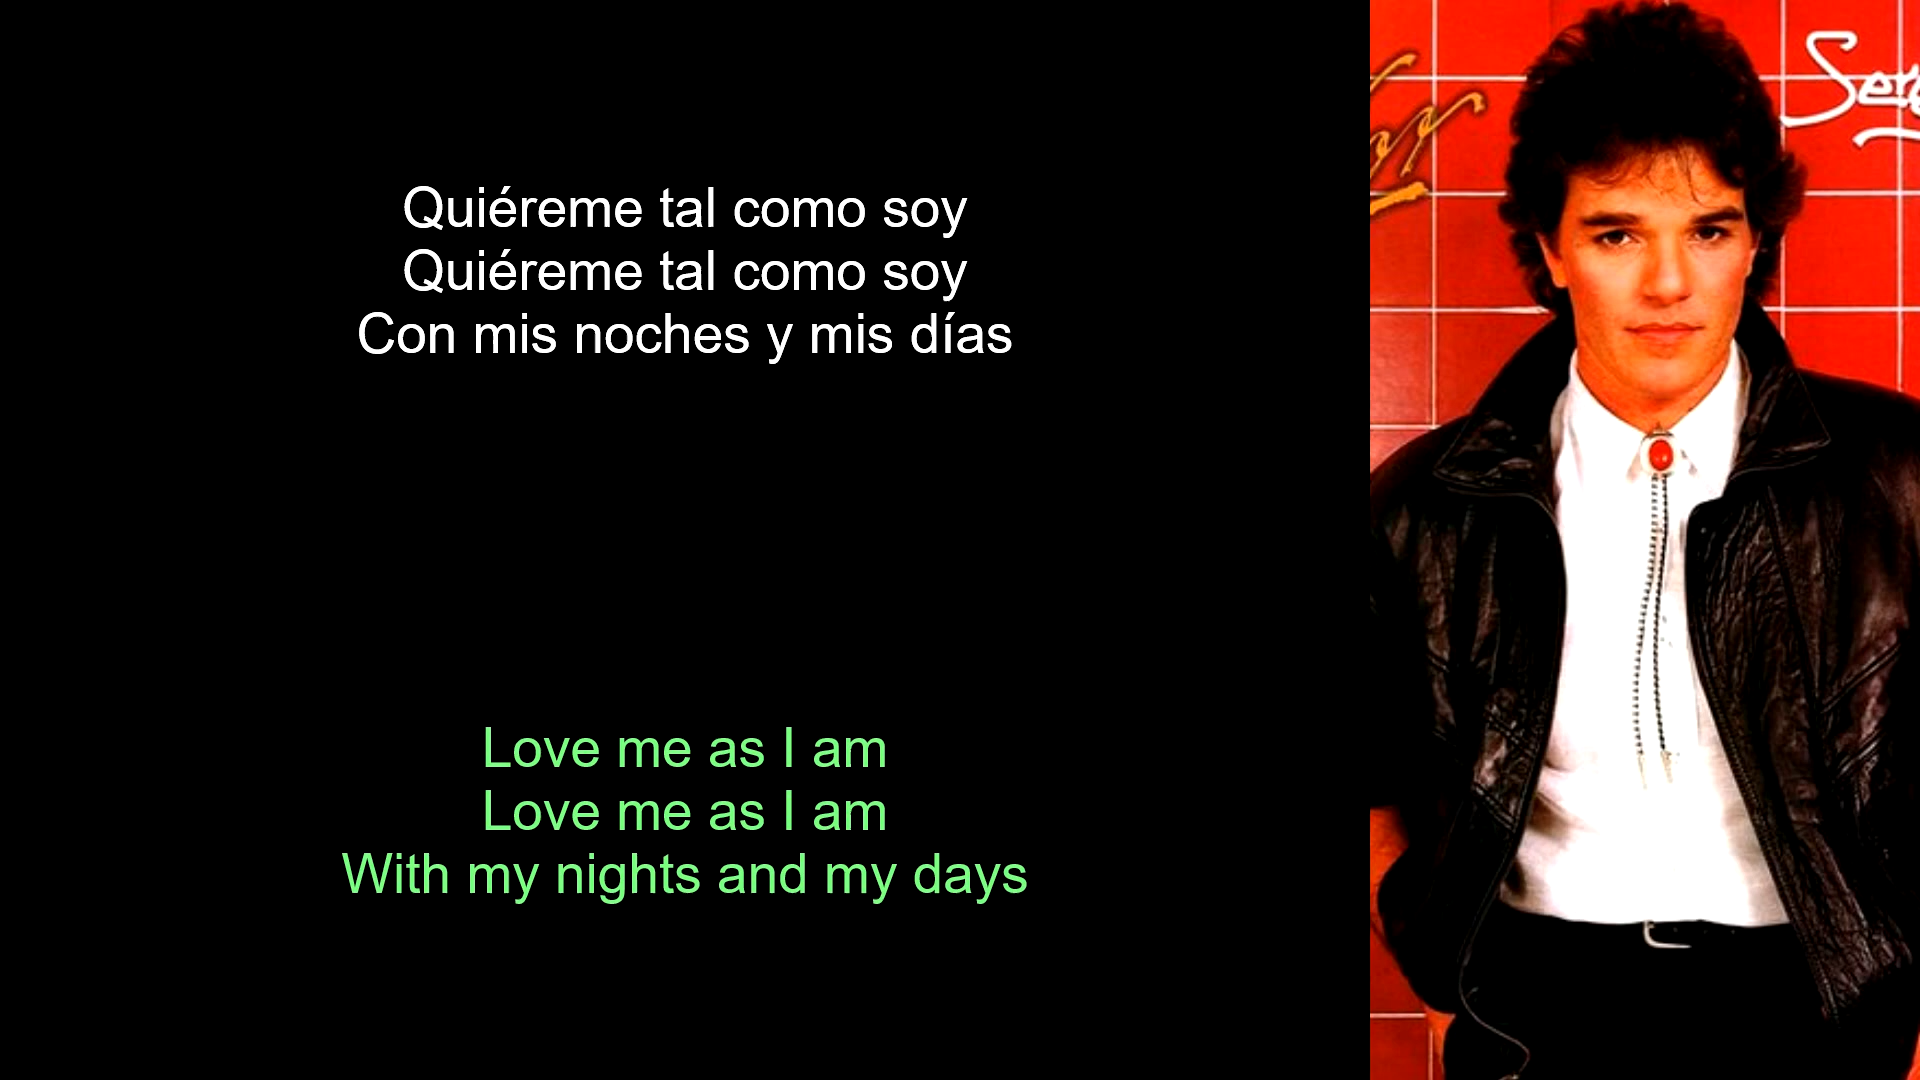 Quiéreme tal como soy
Quiéreme tal como soy
Con mis noches y mis días
Love me as I am
Love me as I am
With my nights and my days